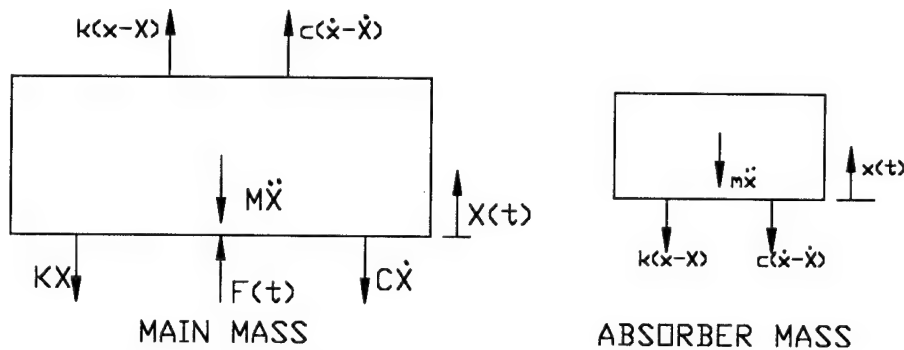 k(x-X)
c(ẋ-Ẋ)
MẌ
X(t)
KX
F(t)
CẊ
MAIN MASS
mẍ
x(t)
k(x-X)
c(ẋ-Ẋ)
ABSORBER MASS